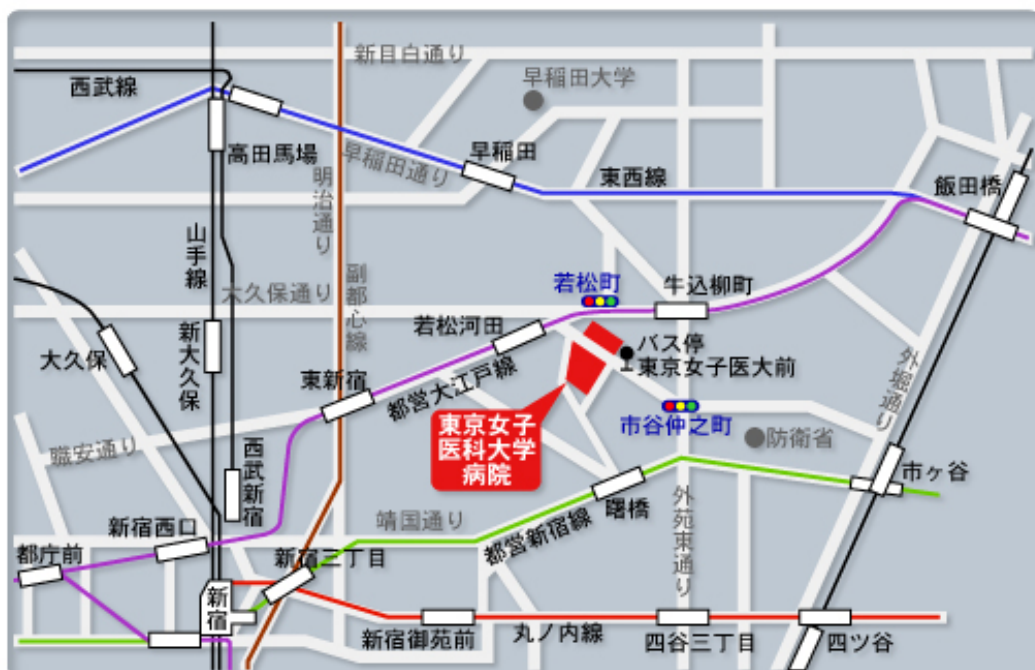 新目白通り
西武線
早稲田大学
高田馬場
早稲田通り
早稲田
東西線
飯田橋
明治通り
山手線
副都心線
大久保通り
若松町
牛込柳町
大久保
新大久保
若松河田
バス停
東京女子医大前
外堀通り
東新宿
都営大江戸線
東京女子
医科大学
病院
市谷仲之町
防衛省
職安通り
西武新宿
市ヶ谷
靖国通り
都営新宿線
曙橋
外苑東通り
新宿西口
都庁前
新宿三丁目
新宿
新宿御苑前
丸ノ内線
四谷三丁目
四ツ谷